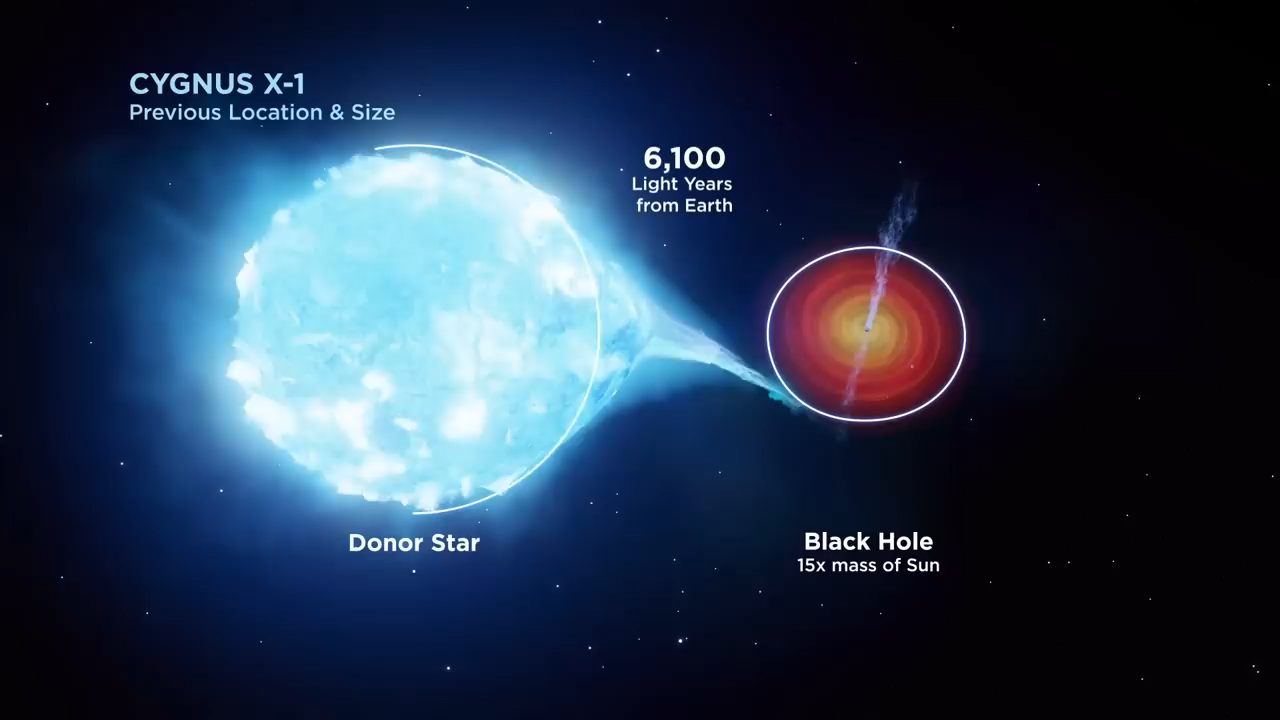 CYGNUS X-1
Previous Location & Size
6,100
Light Years
from Earth
Donor Star
Black Hole
15x mass of Sun